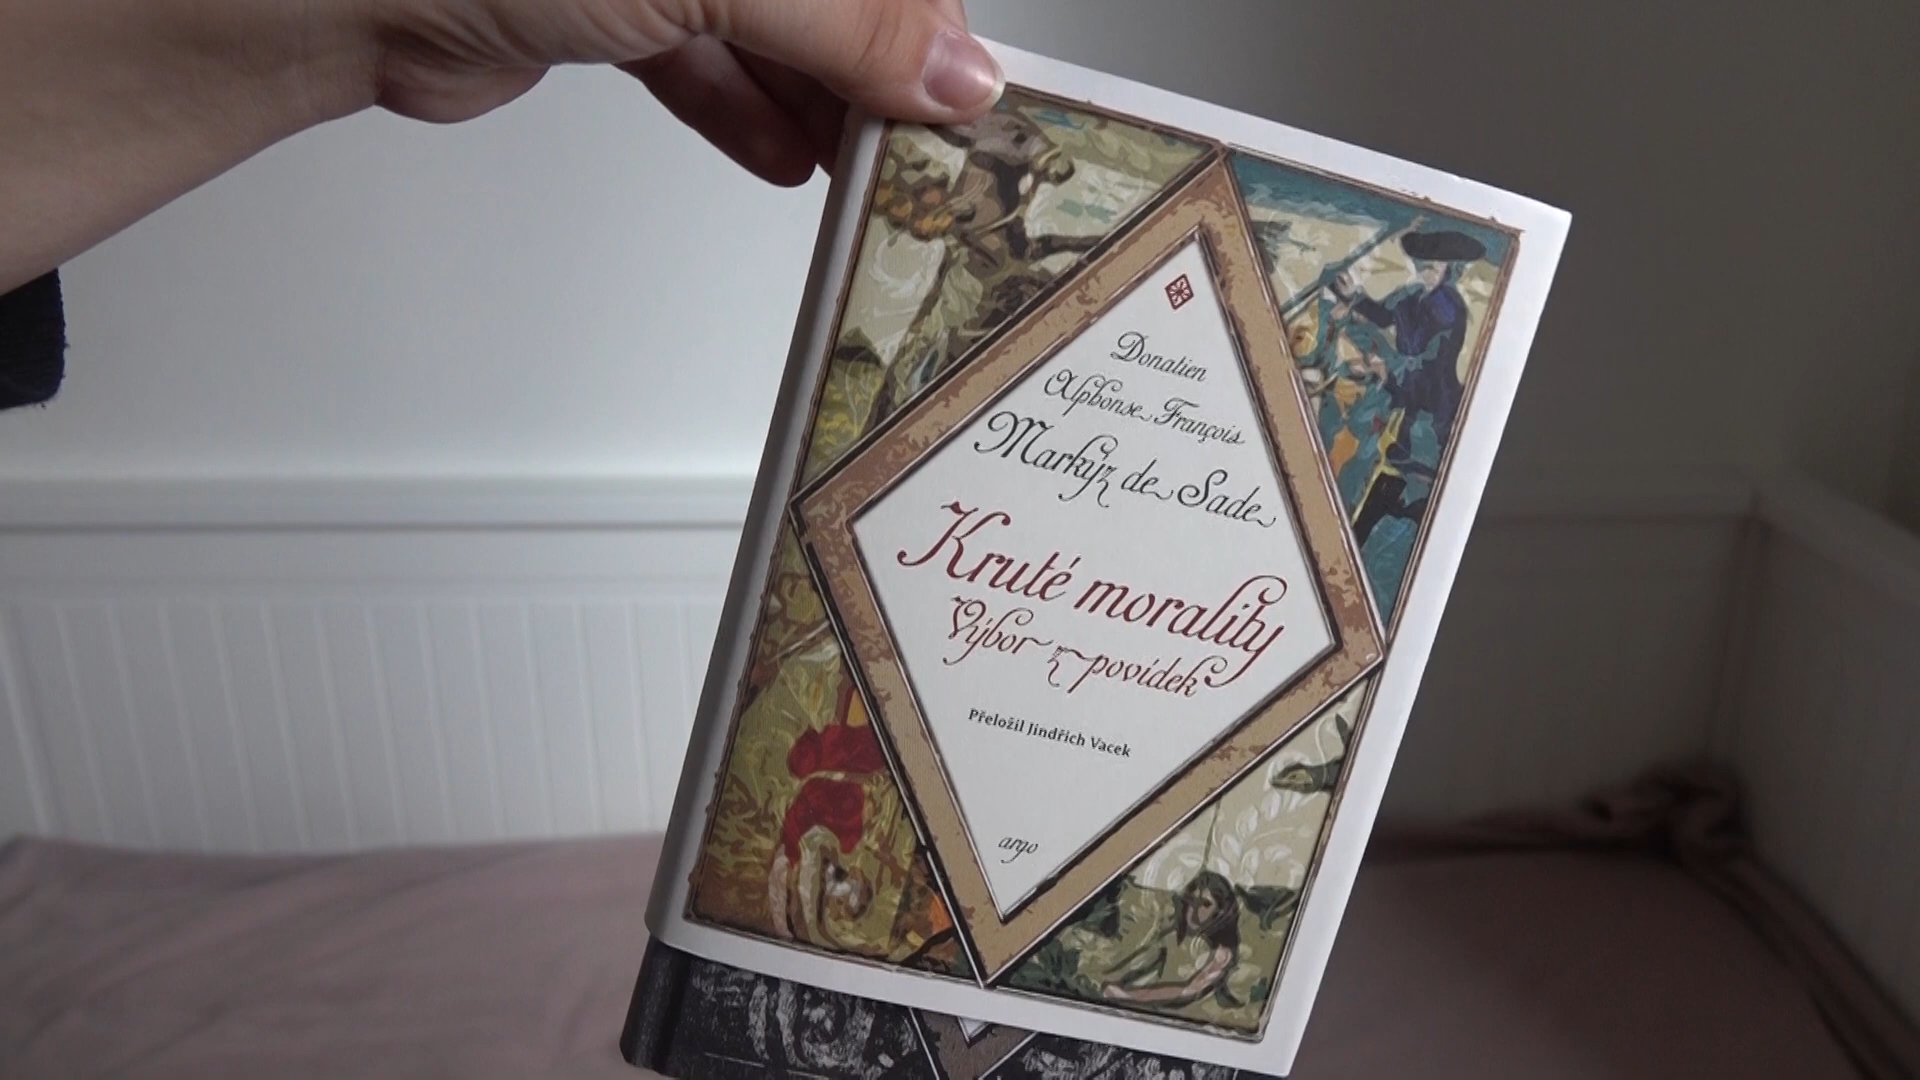 Donatien
Alphonse François
Markýz de Sade
Kruté morality
Výbor z povídek
Přeložil Jindřich Vacek
argo